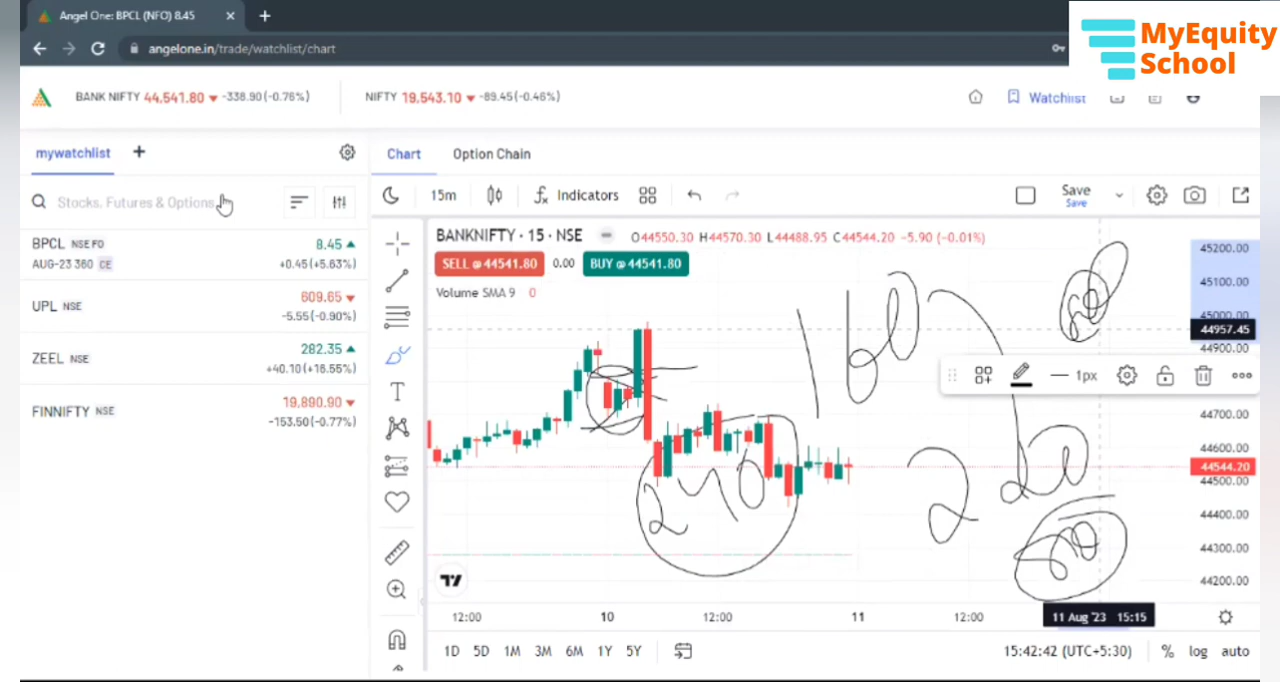 Angel One: BPCL (NFO) 8.45
MyEquity
School
angelone.in/trade/watchlist/chart
BANK NIFTY 44,541.80 ▼ -338.90(-0.76%)
NIFTY 19,543.10 ▼ -89.45(-0.46%)
Watchlist
mywatchlist +
Chart
Option Chain
Stocks, Futures & Options
15m
Indicators
Save
Save
BPCL NSE FO
8.45 ▲
AUG-23 360 CE
+0.45(+5.63%)
UPL NSE
609.65 ▼
-5.55(-0.90%)
ZEEL NSE
282.35 ▲
+40.10(+16.55%)
FINNIFTY NSE
19,890.90 ▼
-153.50(-0.77%)
BANKNIFTY · 15 · NSE
O44550.30 H44570.30 L44488.95 C44544.20 -5.90 (-0.01%)
SELL @ 44541.80
0.00
BUY @ 44541.80
Volume SMA 9 0
160
240
1px
45200.00
45100.00
45000.00
44957.45
44900.00
44700.00
44600.00
44544.20
44500.00
44400.00
44300.00
44200.00
12:00
10
12:00
11
12:00
11 Aug '23 15:15
1D 5D 1M 3M 6M 1Y 5Y
15:42:42 (UTC+5:30)
% log auto